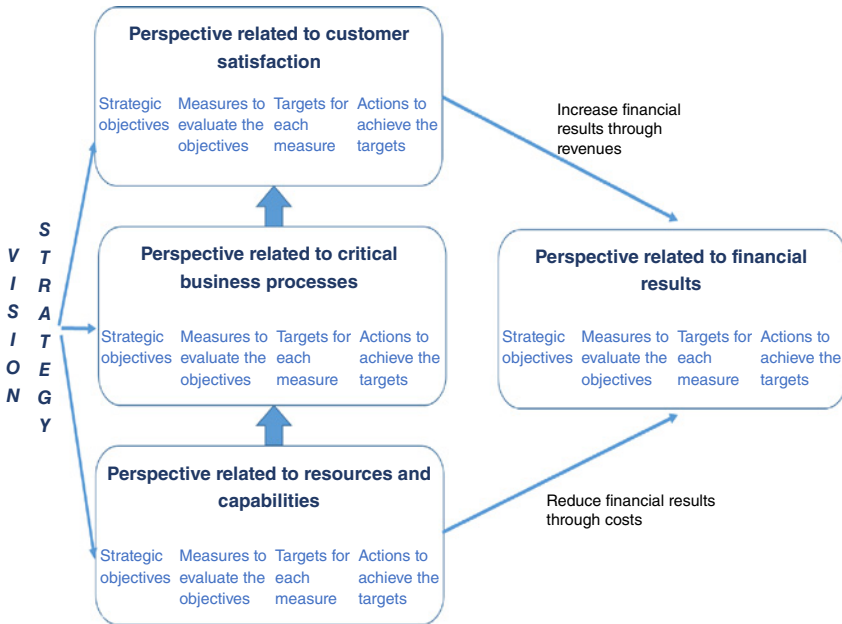 Perspective related to customer
satisfaction
Strategic Measures to Targets for Actions to
objectives evaluate the each achieve the
objectives measure targets
Increase financial
results through
revenues
VISION
STRATEGY
Perspective related to critical
business processes
Strategic Measures to Targets for Actions to
objectives evaluate the each achieve the
objectives measure targets
Perspective related to financial
results
Strategic Measures to Targets for Actions to
objectives evaluate the each achieve the
objectives measure targets
Perspective related to resources and
capabilities
Strategic Measures to Targets for Actions to
objectives evaluate the each achieve the
objectives measure targets
Reduce financial results
through costs